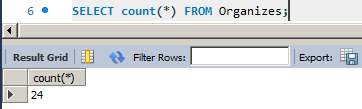 6 SELECT count(*) FROM Organizes;
Result Grid Filter Rows: Export:
count(*)
24